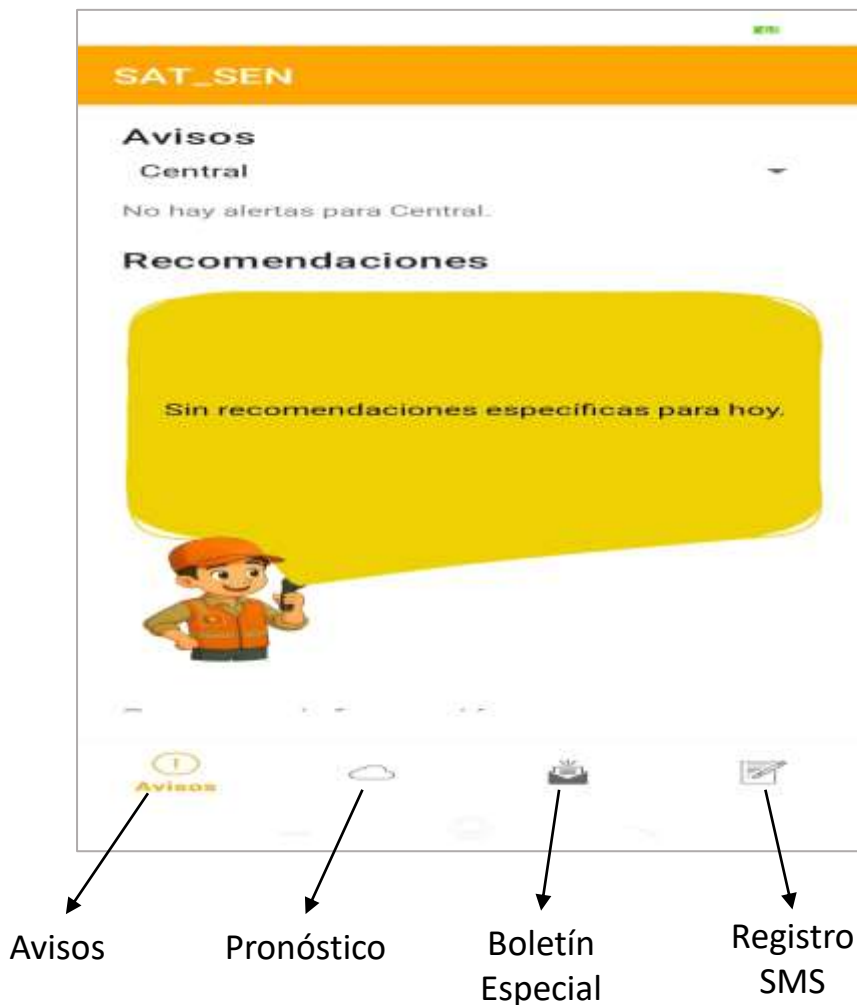 SAT_SEN
Avisos
Central
No hay alertas para Central.
Recomendaciones
Sin recomendaciones específicas para hoy.
Avisos
Avisos
Pronóstico
Boletín
Especial
Registro
SMS